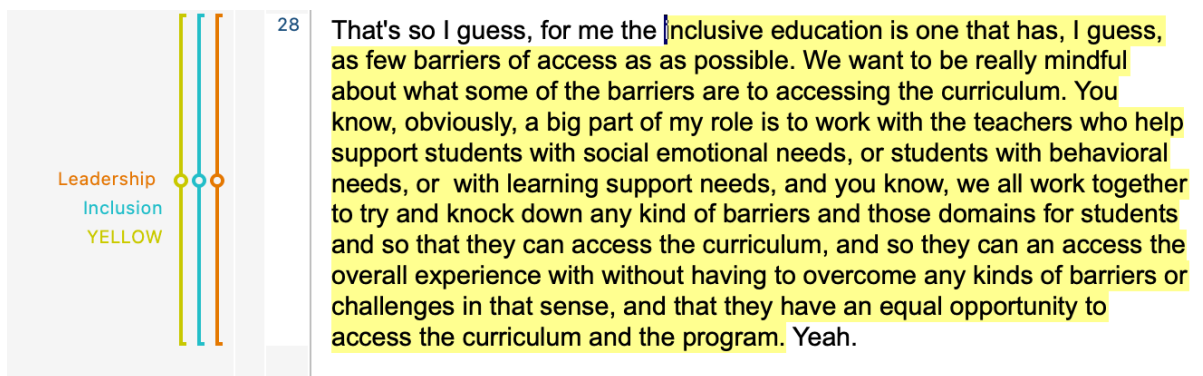 28
That's so I guess, for me the inclusive education is one that has, I guess,
as few barriers of access as as possible. We want to be really mindful
about what some of the barriers are to accessing the curriculum. You
know, obviously, a big part of my role is to work with the teachers who help
support students with social emotional needs, or students with behavioral
needs, or  with learning support needs, and you know, we all work together
to try and knock down any kind of barriers and those domains for students
and so that they can access the curriculum, and so they can an access the
overall experience with without having to overcome any kinds of barriers or
challenges in that sense, and that they have an equal opportunity to
access the curriculum and the program. Yeah.
Leadership
Inclusion
YELLOW